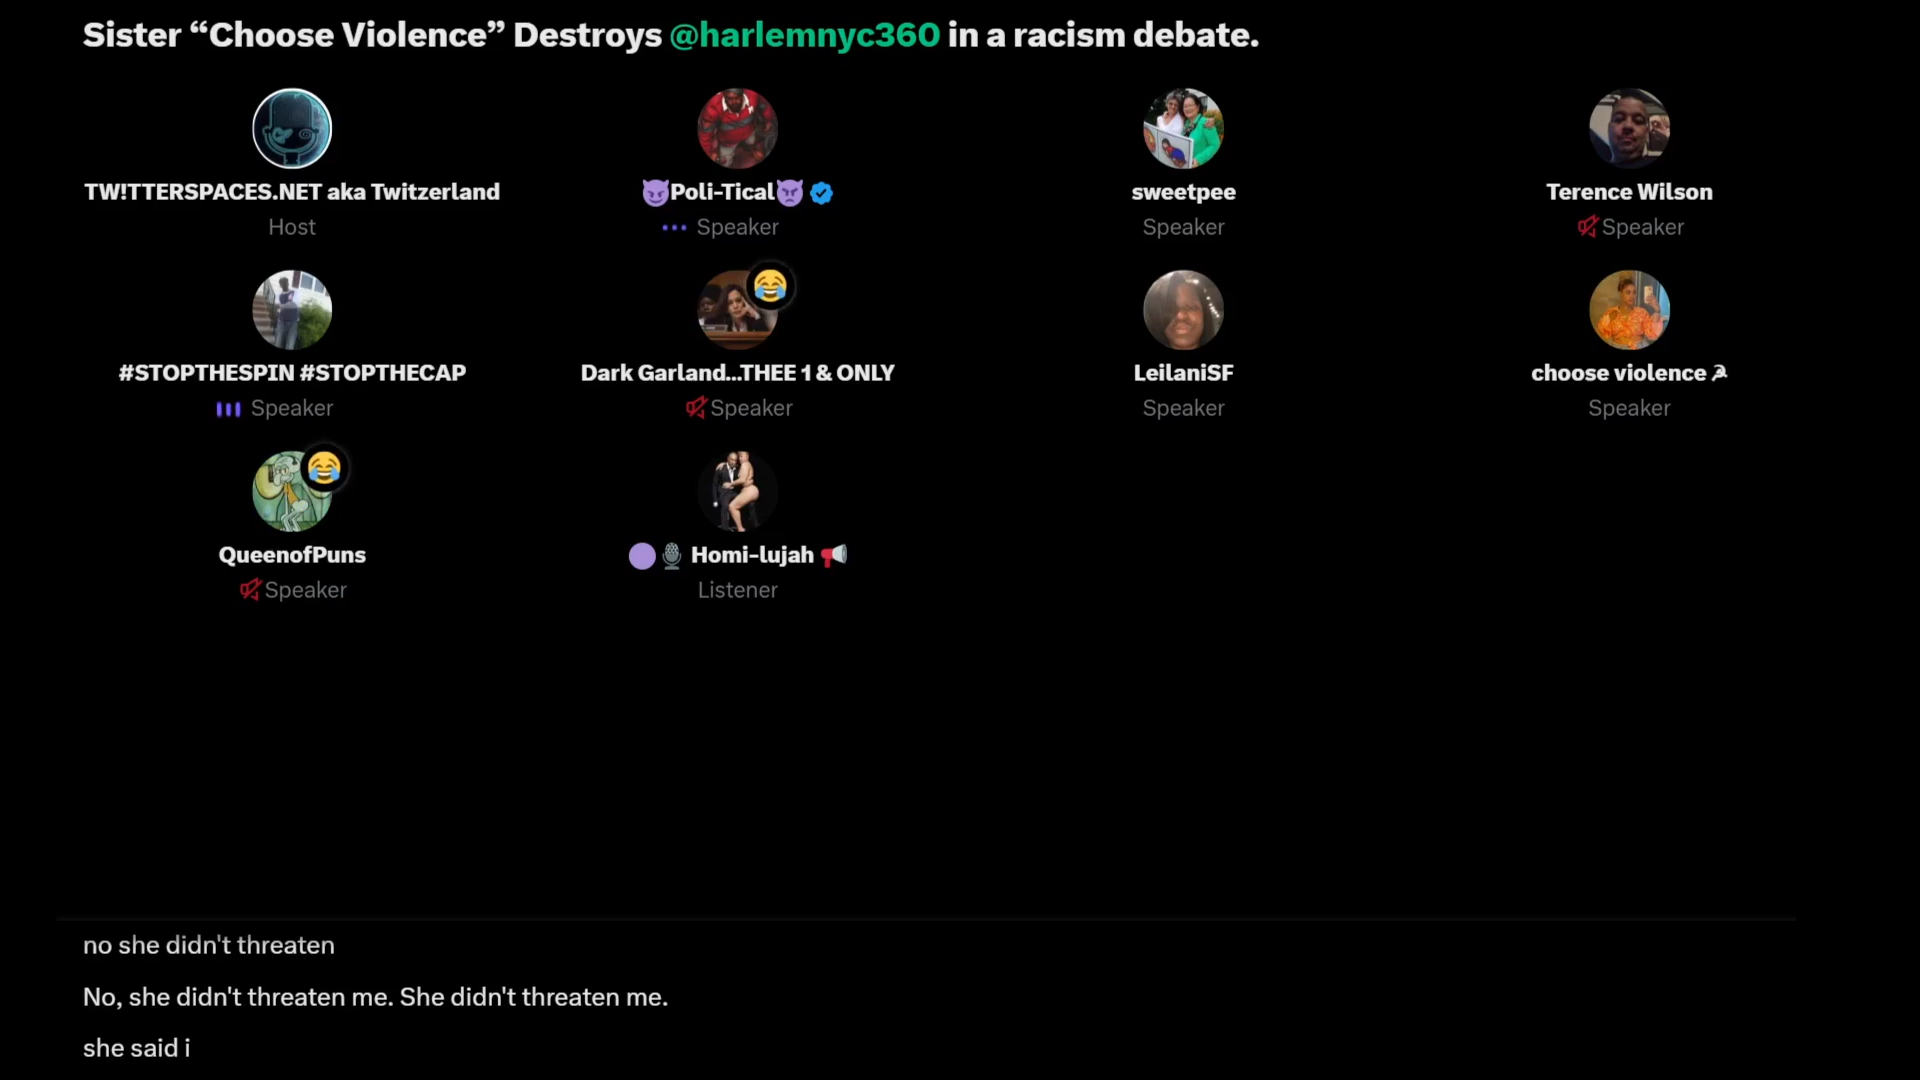 Sister “Choose Violence” Destroys @harlemnyc360 in a racism debate.
TW!TTERSPACES.NET aka Twitzerland
Host
😈Poli-Tical👿
Speaker
sweetpee
Speaker
Terence Wilson
Speaker
#STOPTHESPIN #STOPTHECAP
Speaker
Dark Garland...THEE 1 & ONLY
Speaker
LeilaniSF
Speaker
choose violence ☭
Speaker
QueenofPuns
Speaker
🟣🎙 Homi-lujah 📢
Listener
no she didn't threaten
No, she didn't threaten me. She didn't threaten me.
she said i